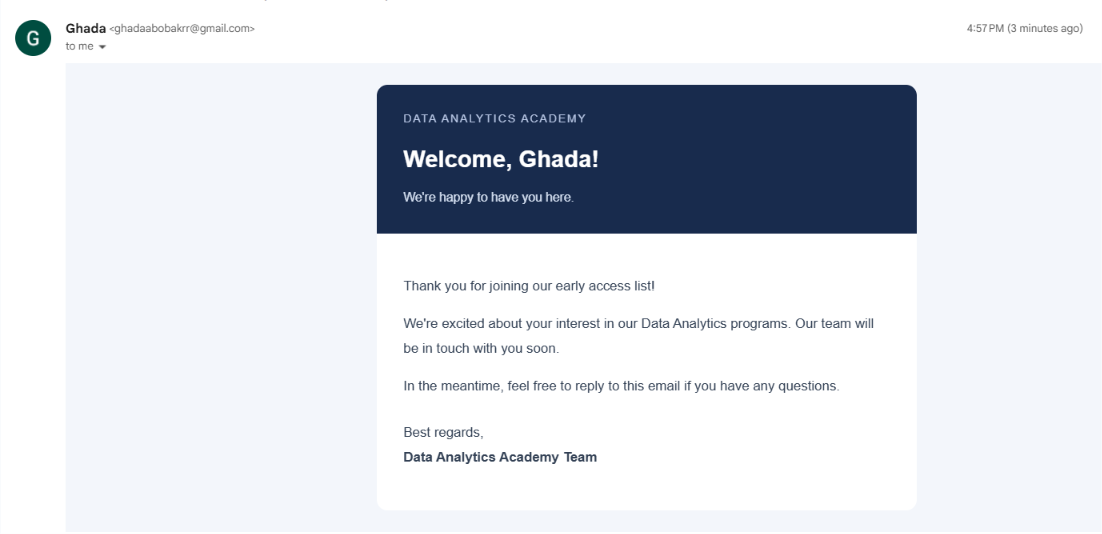 G
Ghada <ghadaabobakrr@gmail.com>
4:57 PM (3 minutes ago)
to me
DATA ANALYTICS ACADEMY
Welcome, Ghada!
We're happy to have you here.
Thank you for joining our early access list!
We're excited about your interest in our Data Analytics programs. Our team will
be in touch with you soon.
In the meantime, feel free to reply to this email if you have any questions.
Best regards,
Data Analytics Academy Team